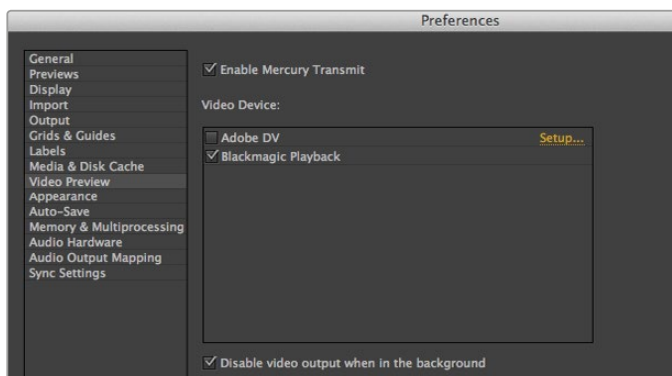 Preferences
General
Previews
Display
Import
Output
Grids & Guides
Labels
Media & Disk Cache
Video Preview
Appearance
Auto-Save
Memory & Multiprocessing
Audio Hardware
Audio Output Mapping
Sync Settings
Enable Mercury Transmit
Video Device:
Adobe DV Setup...
Blackmagic Playback
Disable video output when in the background